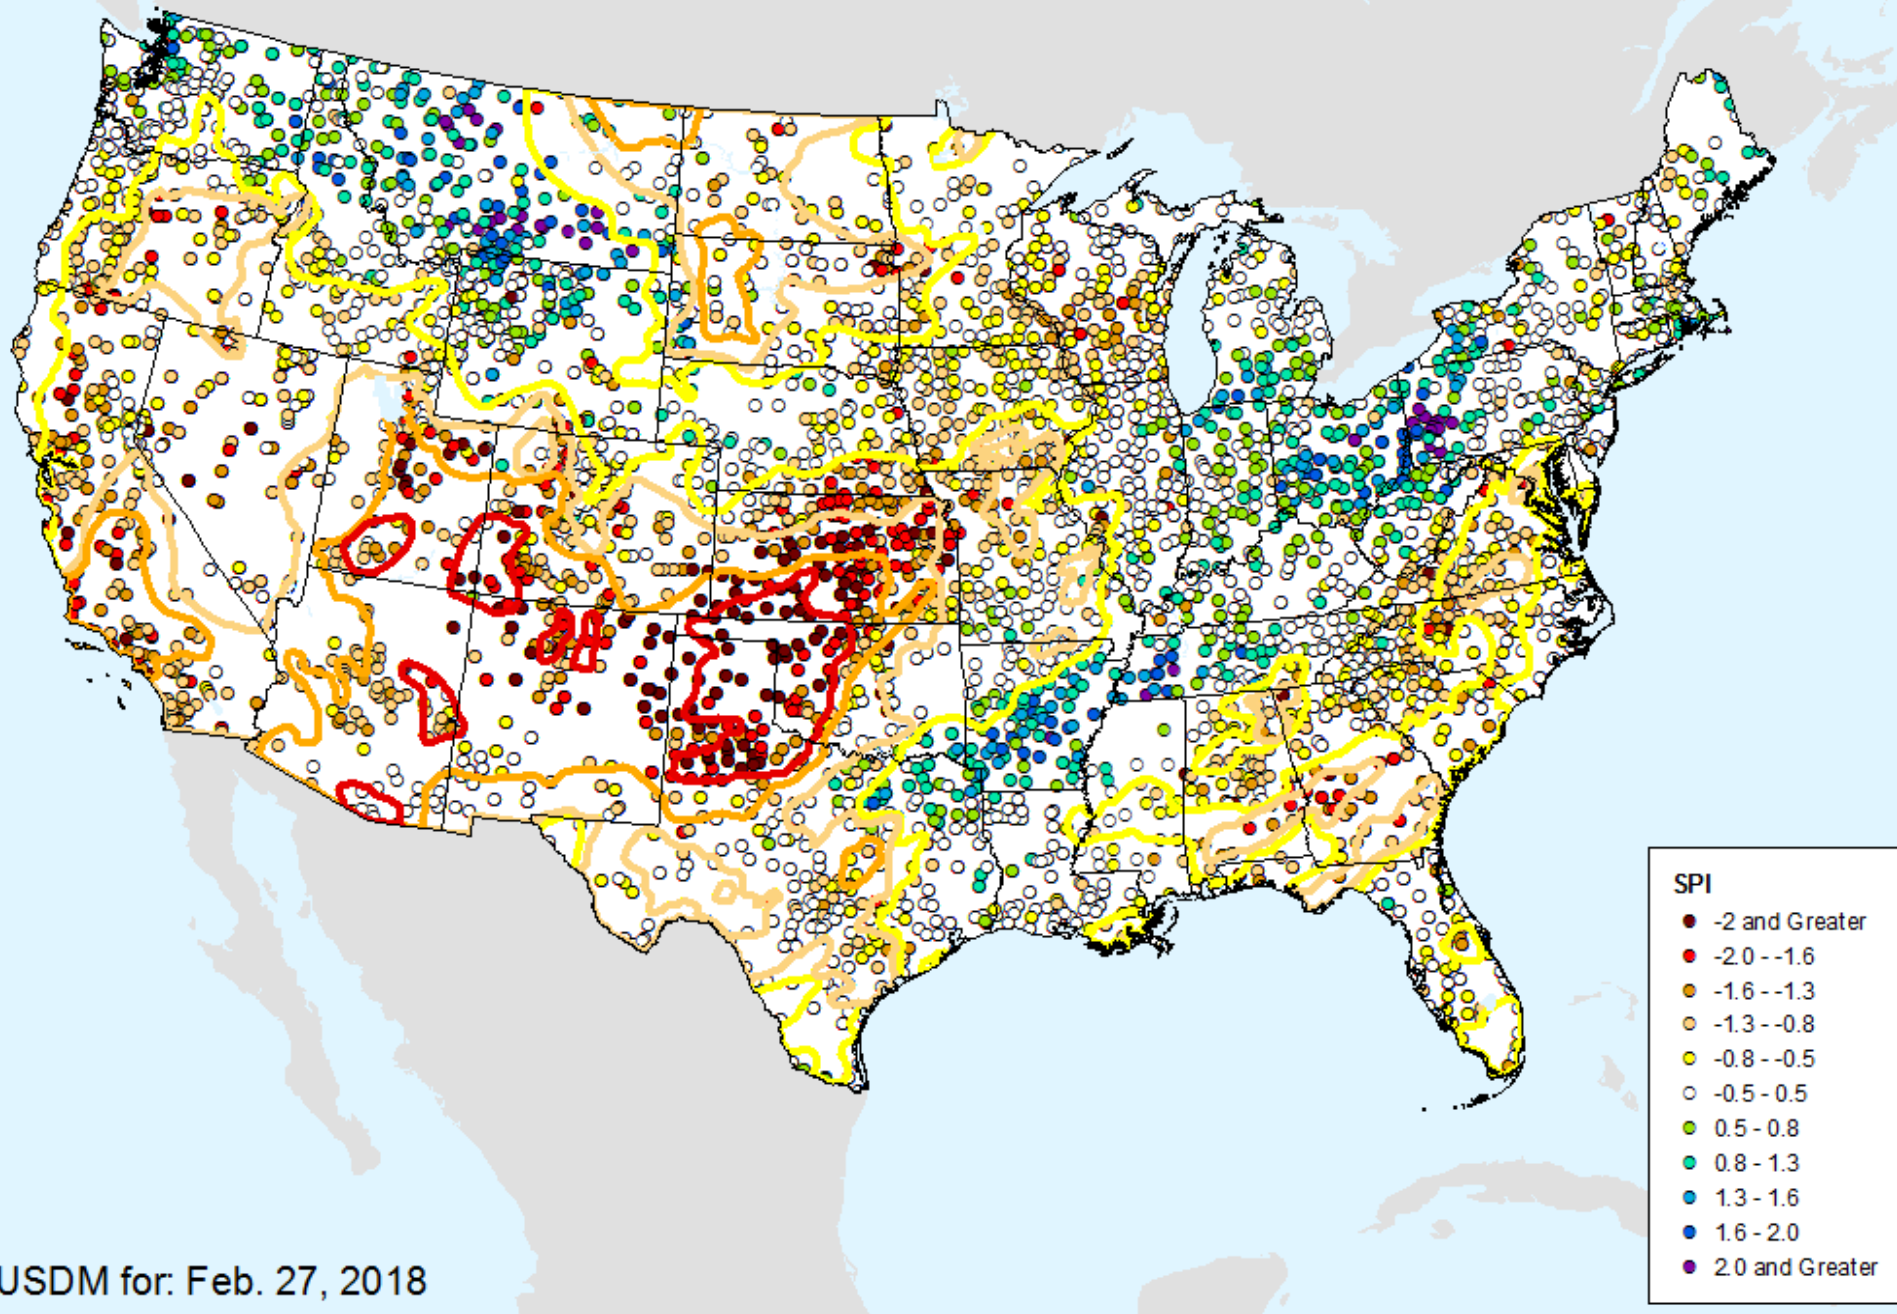 SPI
-2 and Greater
-2.0 - -1.6
-1.6 - -1.3
-1.3 - -0.8
-0.8 - -0.5
-0.5 - 0.5
0.5 - 0.8
0.8 - 1.3
1.3 - 1.6
1.6 - 2.0
2.0 and Greater
USDM for: Feb. 27, 2018